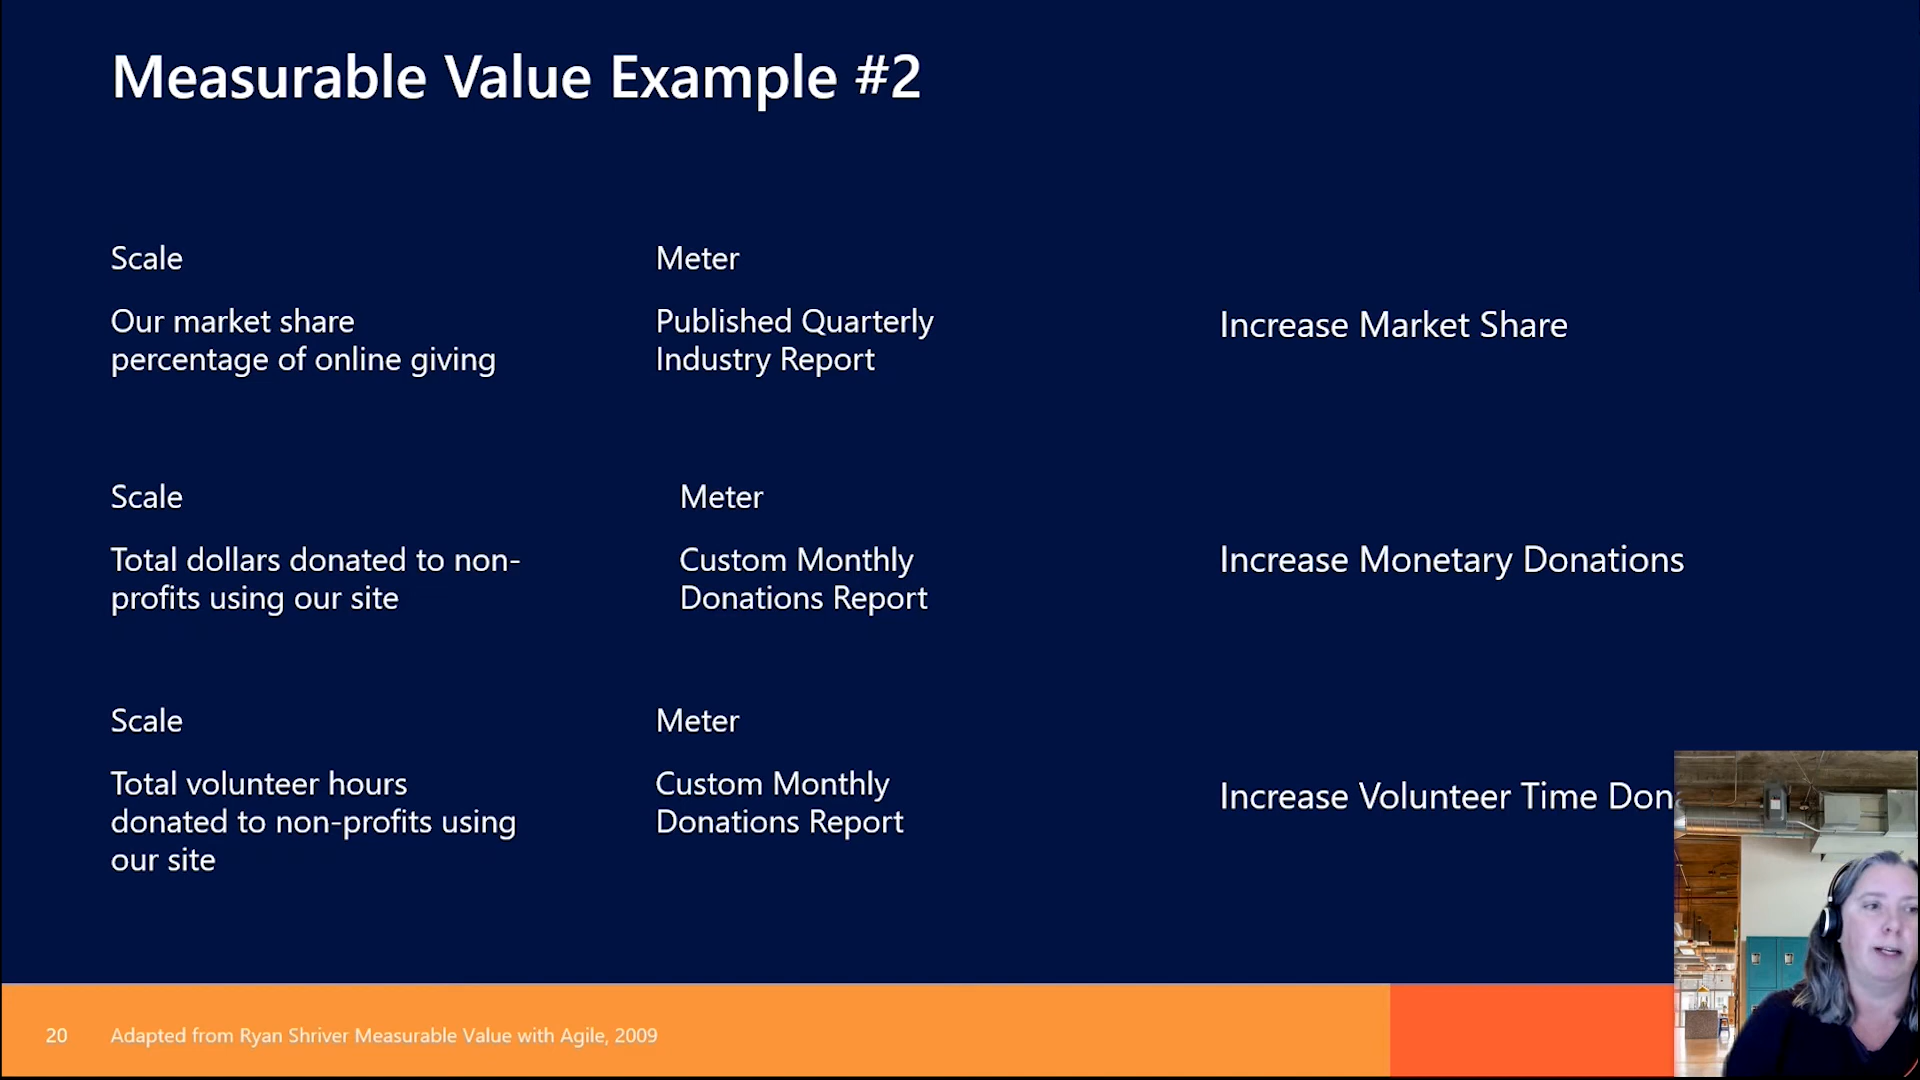 Measurable Value Example #2
Scale
Meter
Our market share
percentage of online giving
Published Quarterly
Industry Report
Increase Market Share
Scale
Meter
Total dollars donated to non-
profits using our site
Custom Monthly
Donations Report
Increase Monetary Donations
Scale
Meter
Total volunteer hours
donated to non-profits using
our site
Custom Monthly
Donations Report
Increase Volunteer Time
20
Adapted from Ryan Shriver Measurable Value with Agile, 2009